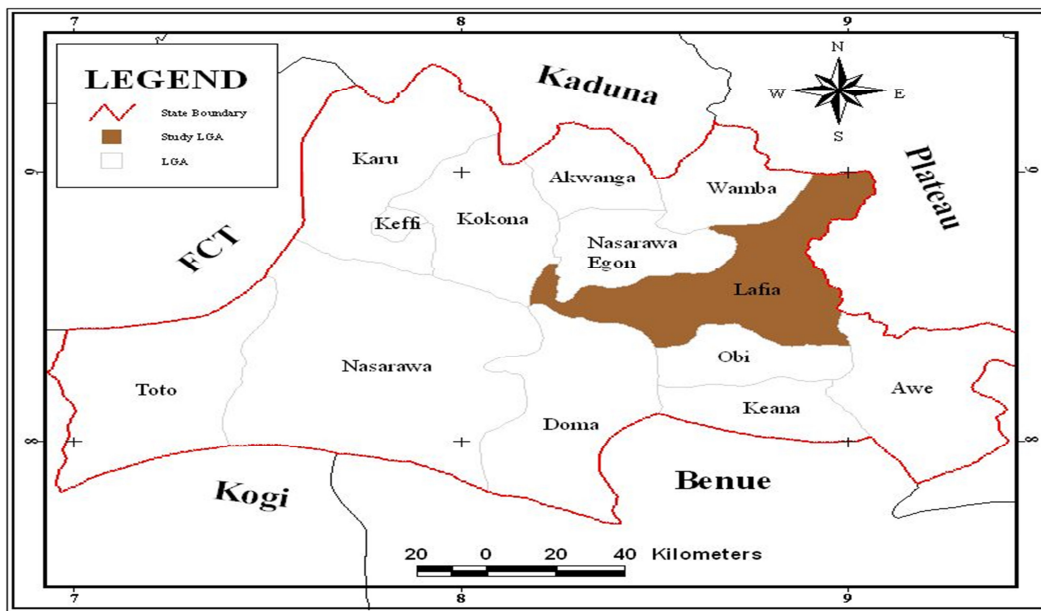 7 8 9
LEGEND
State Boundary
Study LGA
LGA
Kaduna
N
W E
S
Plateau
9 9
Karu
Akwanga
Wamba
Keffi
Kokona
FCT
Nasarawa
Egon
Lafia
Obi
Nasarawa
Toto
Awe
Keana
Doma
8 8
Kogi
Benue
20 0 20 40 Kilometers
7 8 9